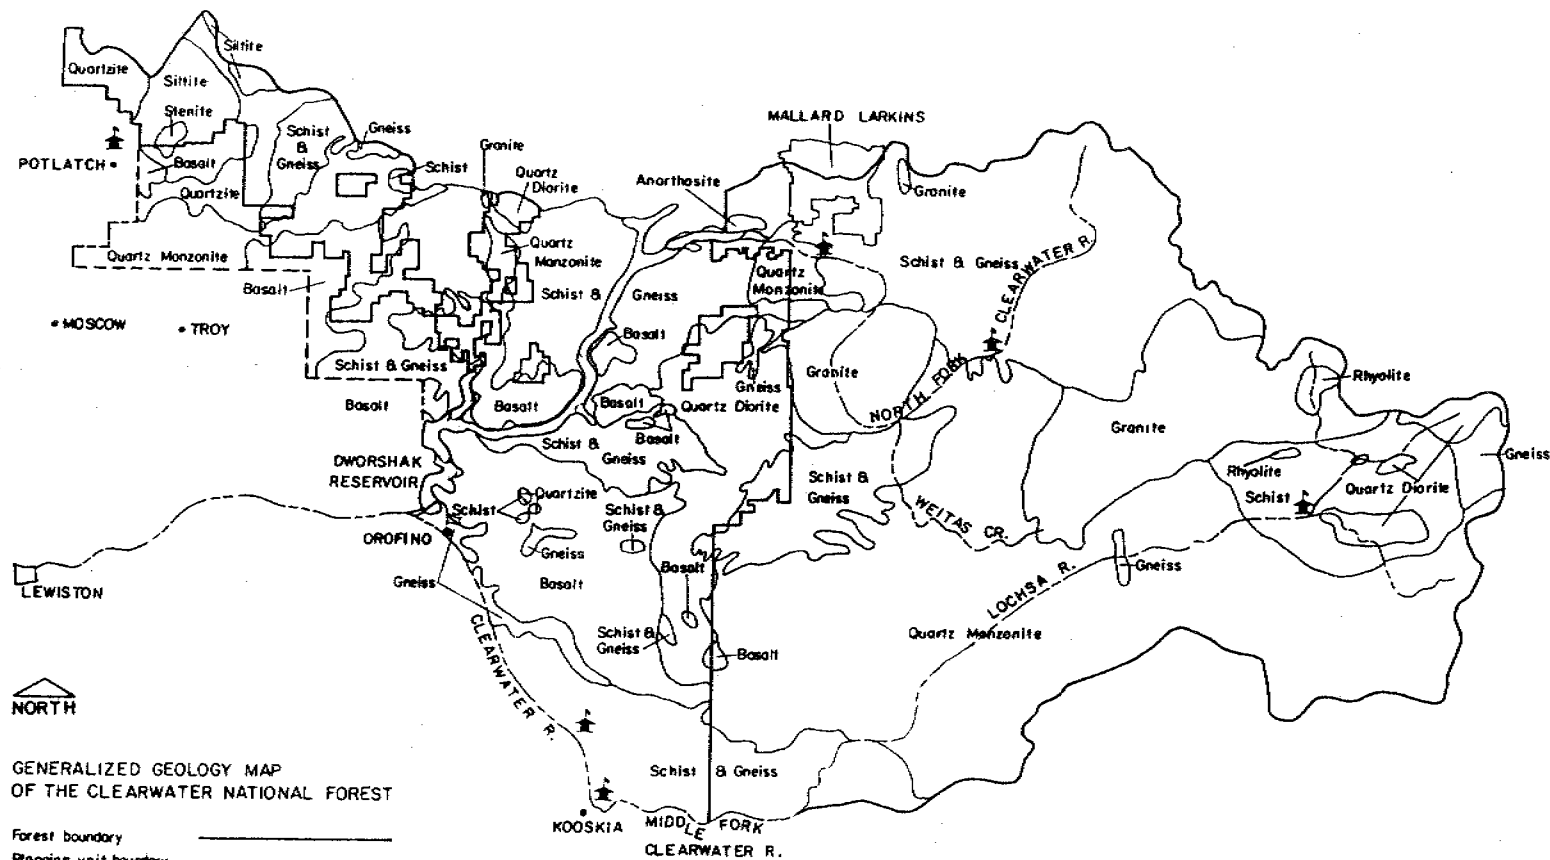 Siltite
Quartzite
Siltite
Stenite
MALLARD LARKINS
Gneiss
Schist
&
Gneiss
Granite
POTLATCH
Basalt
Schist
Quartz
Diorite
Anorthosite
Granite
Quartzite
Quartz Monzonite
Quartz
Monzonite
Schist & Gneiss
CLEARWATER R.
Quartz
Monzonite
Basalt
Schist &
Gneiss
MOSCOW
TROY
Basalt
Schist & Gneiss
Granite
NORTH FORK
Rhyolite
Gneiss
Basalt
Basalt
Basalt
Quartz Diorite
Granite
Basalt
Schist &
Gneiss
Gneiss
DWORSHAK
RESERVOIR
Schist &
Gneiss
Rhyolite
Schist
Quartz Diorite
Quartzite
Schist
Schist &
Gneiss
WEITAS CR.
OROFINO
Gneiss
Basalt
Gneiss
Gneiss
Basalt
LEWISTON
LOCHSA R.
CLEARWATER R.
Schist &
Gneiss
Quartz Monzonite
Basalt
NORTH
GENERALIZED GEOLOGY MAP
OF THE CLEARWATER NATIONAL FOREST
Schist & Gneiss
Forest boundary
KOOSKIA
MIDDLE FORK
CLEARWATER R.
Planning unit boundary